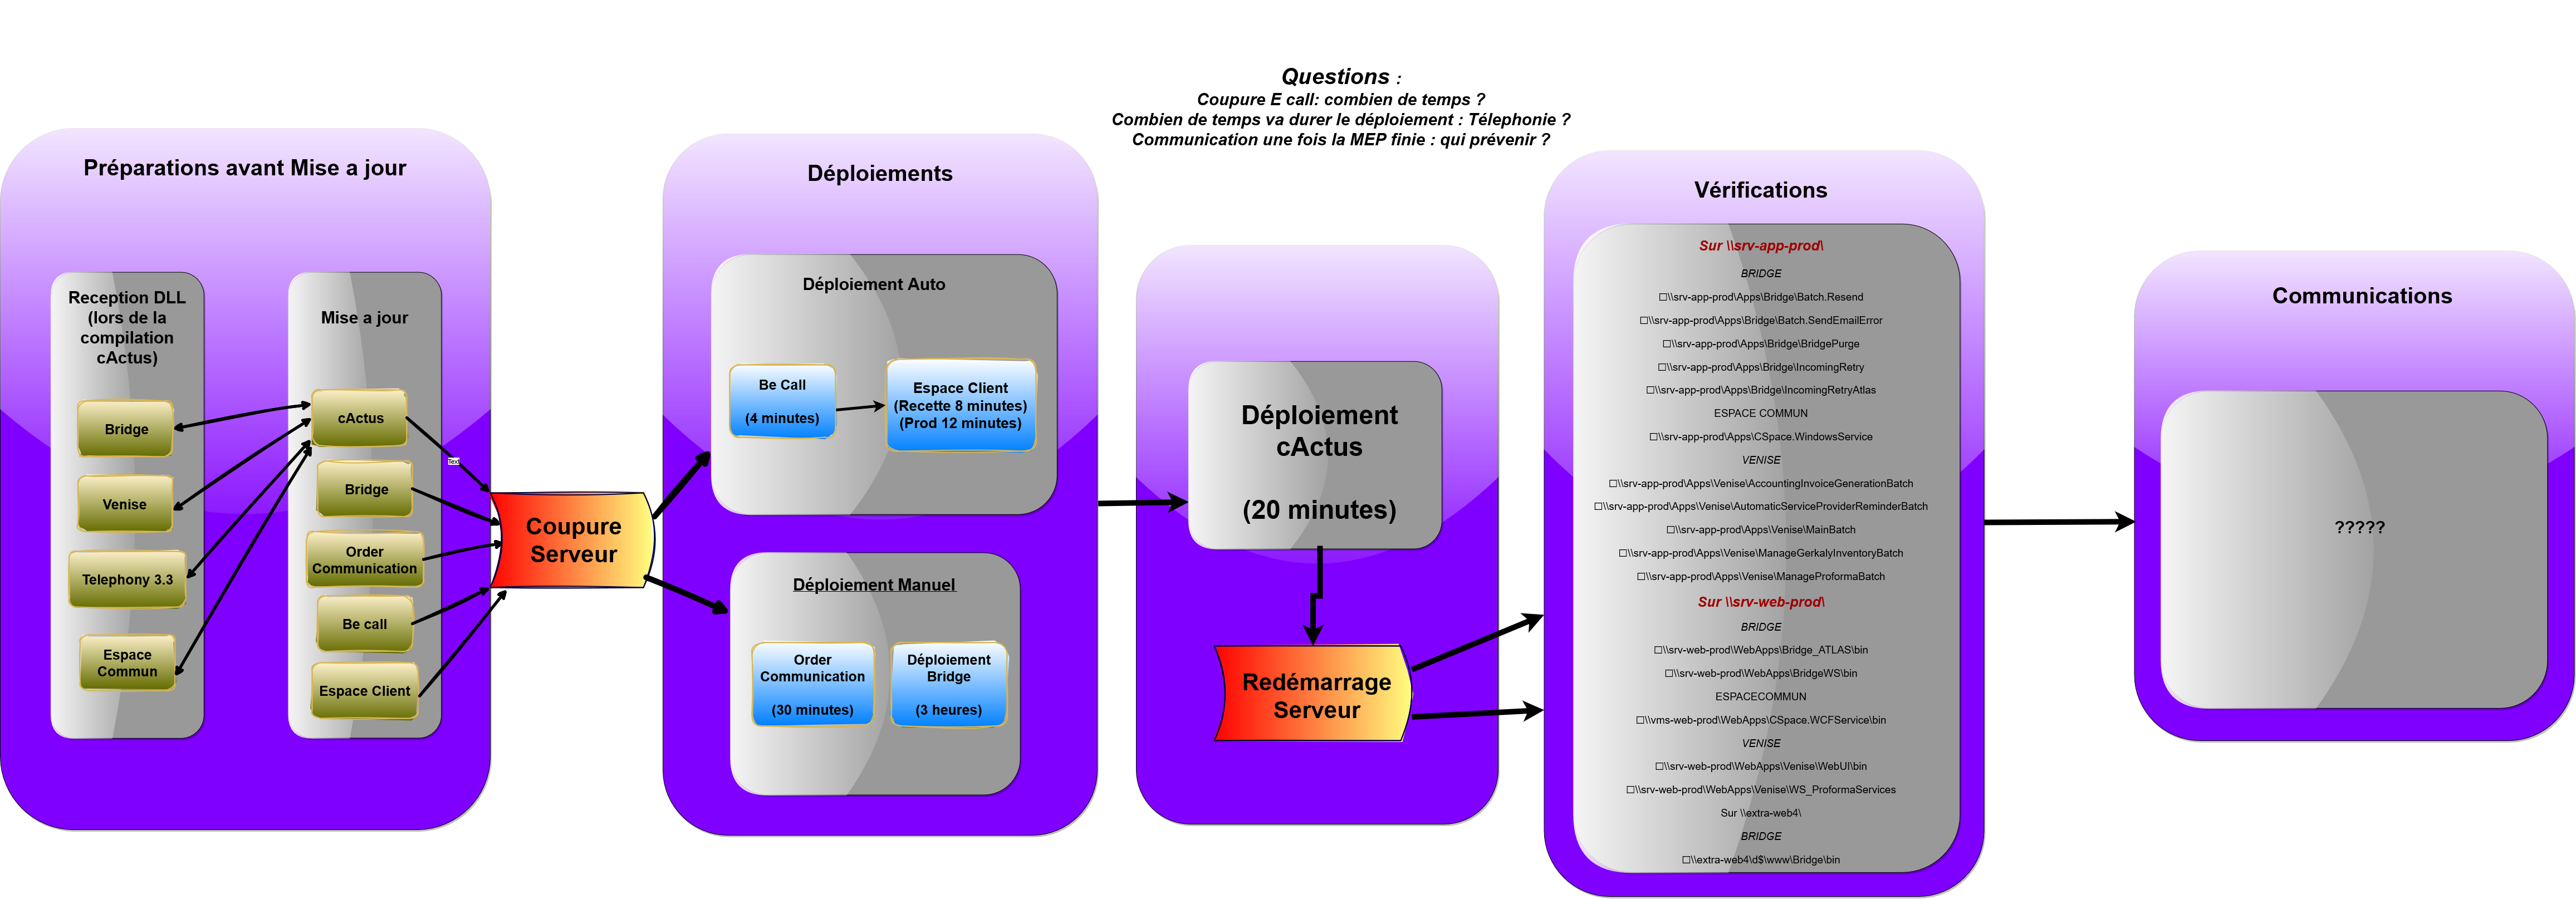 Questions :
Coupure E call: combien de temps ?
Combien de temps va durer le déploiement : Télephonie ?
Communication une fois la MEP finie : qui prévenir ?
Préparations avant Mise a jour
Reception DLL
(lors de la
compilation
cActus)
Bridge
Venise
Telephony 3.3
Espace
Commun
Mise a jour
cActus
Bridge
Order
Communication
Be call
Espace Client
Text
Coupure
Serveur
Déploiements
Déploiement Auto
Be Call
(4 minutes)
Espace Client
(Recette 8 minutes)
(Prod 12 minutes)
Déploiement Manuel
Order
Communication
(30 minutes)
Déploiement
Bridge
(3 heures)
Déploiement
cActus
(20 minutes)
Redémarrage
Serveur
Vérifications
Sur \\srv-app-prod\
BRIDGE
☐\\srv-app-prod\Apps\Bridge\Batch.Resend
☐\\srv-app-prod\Apps\Bridge\Batch.SendEmailError
☐\\srv-app-prod\Apps\Bridge\BridgePurge
☐\\srv-app-prod\Apps\Bridge\IncomingRetry
☐\\srv-app-prod\Apps\Bridge\IncomingRetryAtlas
ESPACE COMMUN
☐\\srv-app-prod\Apps\CSpace.WindowsService
VENISE
☐\\srv-app-prod\Apps\Venise\AccountingInvoiceGenerationBatch
☐\\srv-app-prod\Apps\Venise\AutomaticServiceProviderReminderBatch
☐\\srv-app-prod\Apps\Venise\MainBatch
☐\\srv-app-prod\Apps\Venise\ManageGerkalyInventoryBatch
☐\\srv-app-prod\Apps\Venise\ManageProformaBatch
Sur \\srv-web-prod\
BRIDGE
☐\\srv-web-prod\WebApps\Bridge_ATLAS\bin
☐\\srv-web-prod\WebApps\BridgeWS\bin
ESPACECOMMUN
☐\\vms-web-prod\WebApps\CSpace.WCFService\bin
VENISE
☐\\srv-web-prod\WebApps\Venise\WebUI\bin
☐\\srv-web-prod\WebApps\Venise\WS_ProformaServices
Sur \\extra-web4\
BRIDGE
☐\\extra-web4\d$\www\Bridge\bin
Communications
?????